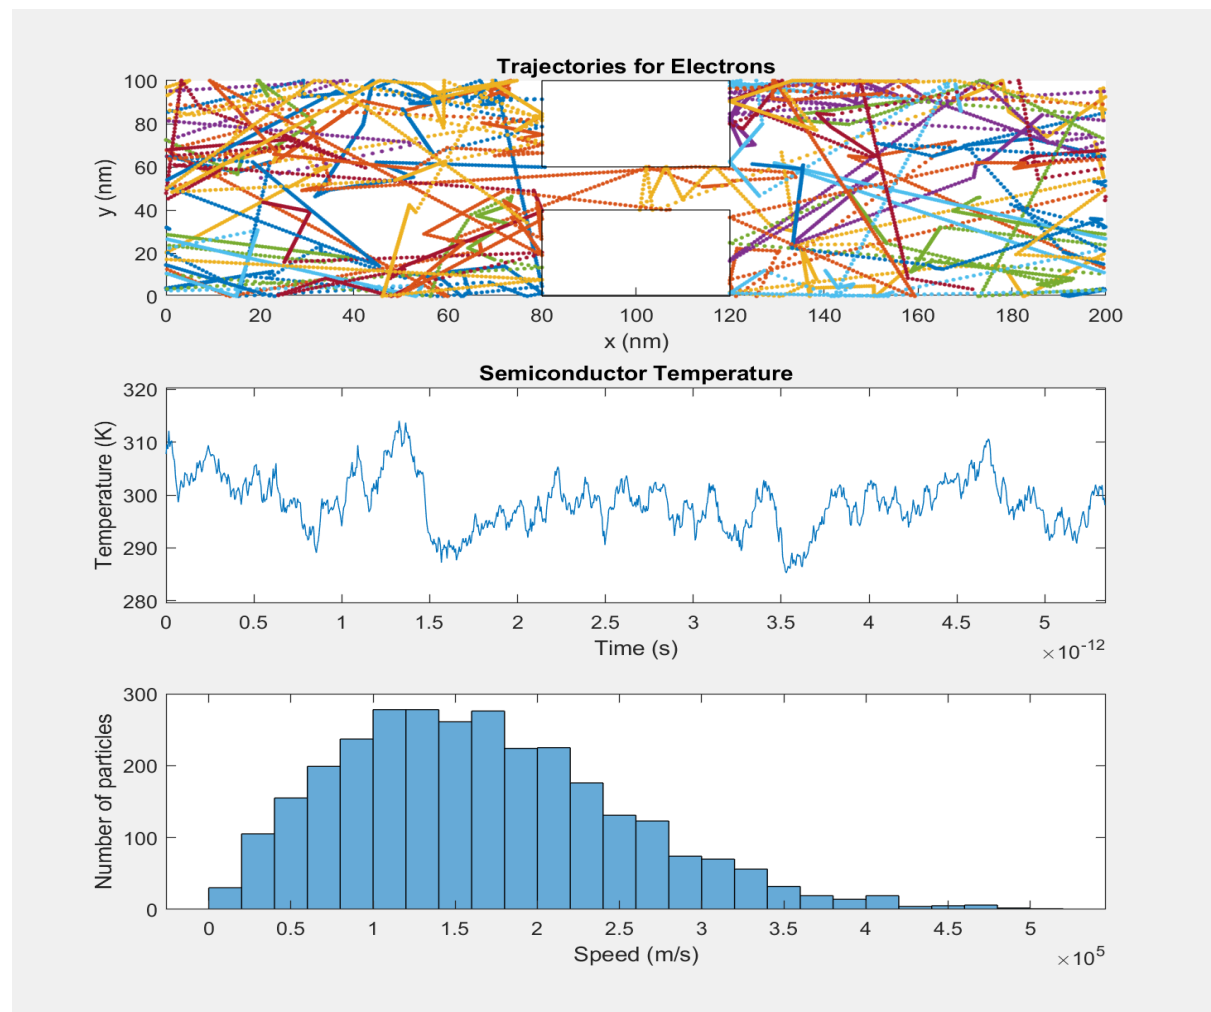 Trajectories for Electrons
100
80
60
40
20
0
y (nm)
0 20 40 60 80 100 120 140 160 180 200
x (nm)
Semiconductor Temperature
320
310
300
290
280
Temperature (K)
0 0.5 1 1.5 2 2.5 3 3.5 4 4.5 5
Time (s)
×10-12
300
200
100
0
Number of particles
0 0.5 1 1.5 2 2.5 3 3.5 4 4.5 5
Speed (m/s)
×105